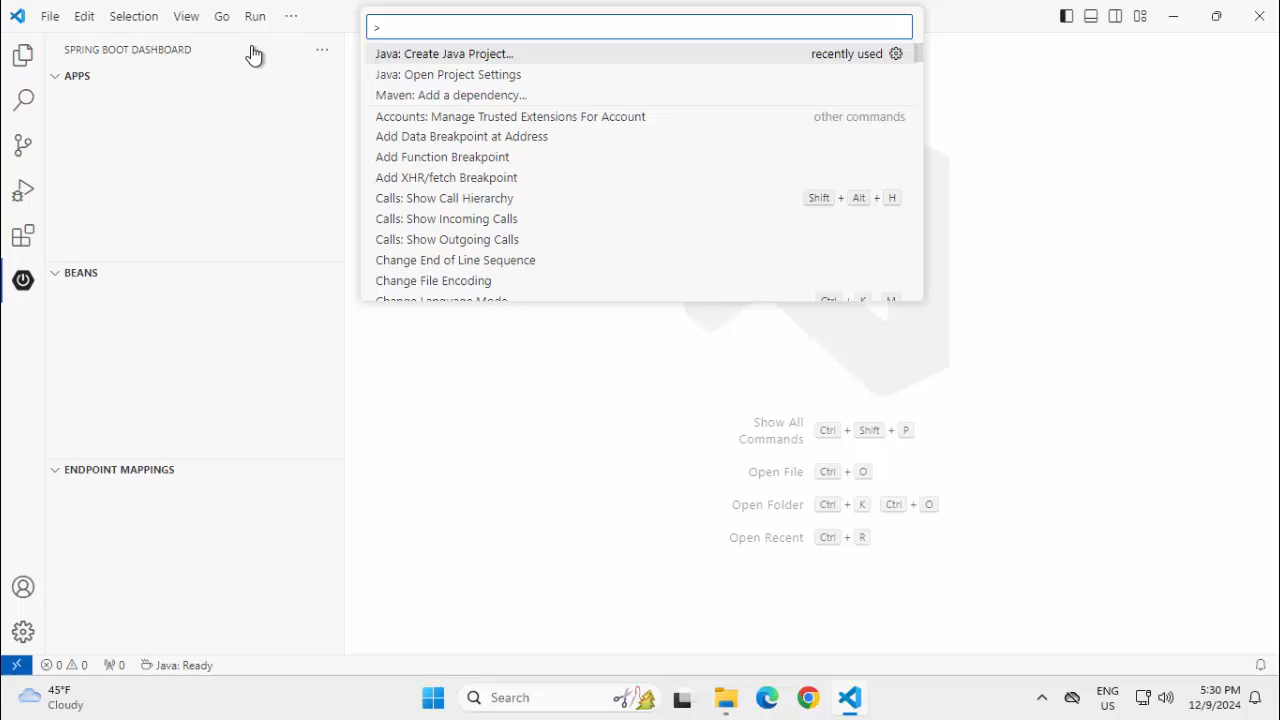 File Edit Selection View Go Run ···
>
SPRING BOOT DASHBOARD ···
APPS
BEANS
ENDPOINT MAPPINGS
Java: Create Java Project... recently used
Java: Open Project Settings
Maven: Add a dependency...
Accounts: Manage Trusted Extensions For Account other commands
Add Data Breakpoint at Address
Add Function Breakpoint
Add XHR/fetch Breakpoint
Calls: Show Call Hierarchy Shift + Alt + H
Calls: Show Incoming Calls
Calls: Show Outgoing Calls
Change End of Line Sequence
Change File Encoding
Change Language Mode Ctrl + K M
Show All
Commands Ctrl + Shift + P
Open File Ctrl + O
Open Folder Ctrl + K Ctrl + O
Open Recent Ctrl + R
0 0 0 Java: Ready
45°F
Cloudy
Search
ENG
US
5:30 PM
12/9/2024